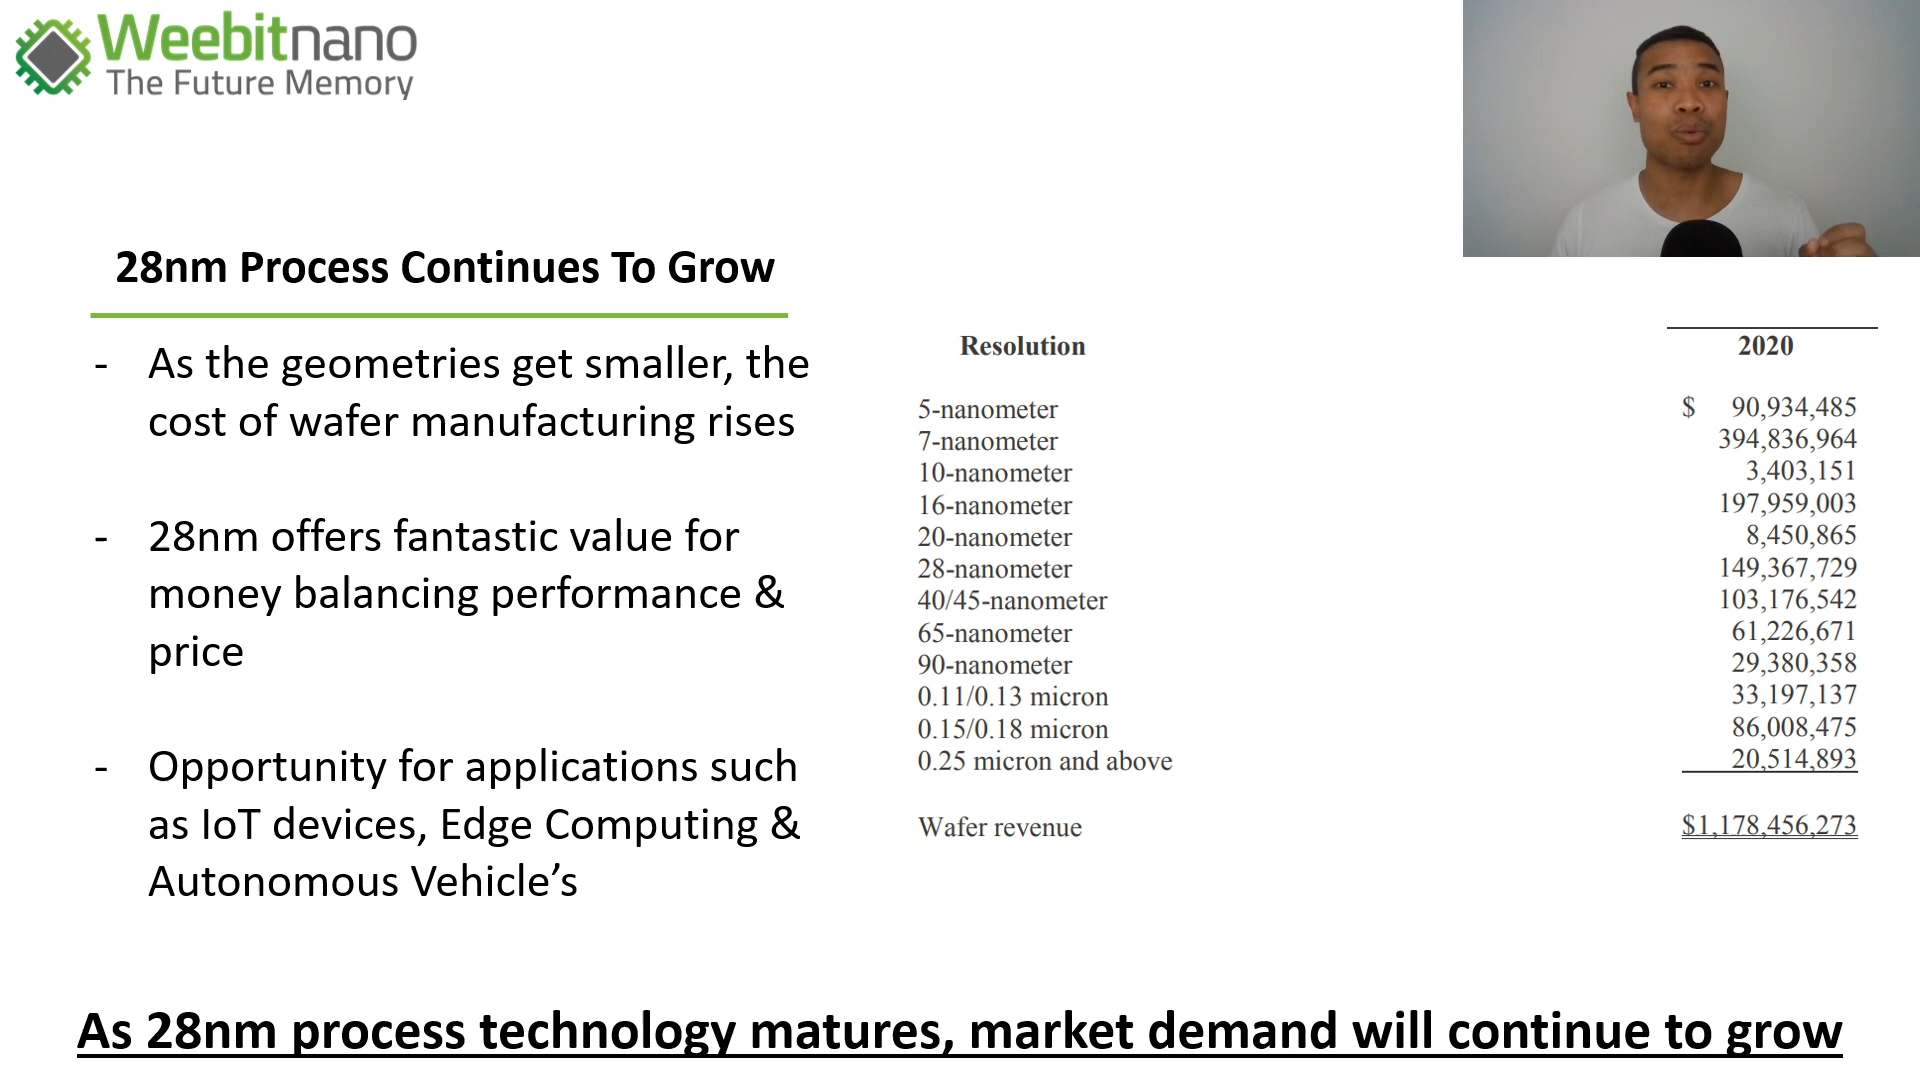 Weebitnano
The Future Memory
28nm Process Continues To Grow
- As the geometries get smaller, the
cost of wafer manufacturing rises
- 28nm offers fantastic value for
money balancing performance &
price
- Opportunity for applications such
as IoT devices, Edge Computing &
Autonomous Vehicle’s
Resolution 2020
5-nanometer $ 90,934,485
7-nanometer 394,836,964
10-nanometer 3,403,151
16-nanometer 197,959,003
20-nanometer 8,450,865
28-nanometer 149,367,729
40/45-nanometer 103,176,542
65-nanometer 61,226,671
90-nanometer 29,380,358
0.11/0.13 micron 33,197,137
0.15/0.18 micron 86,008,475
0.25 micron and above 20,514,893
Wafer revenue $1,178,456,273
As 28nm process technology matures, market demand will continue to grow